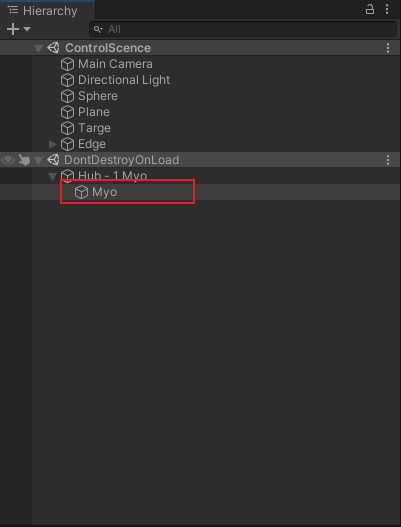 Hierarchy
All
ControlScence
Main Camera
Directional Light
Sphere
Plane
Targe
Edge
DontDestroyOnLoad
Hub - 1 Myo
Myo